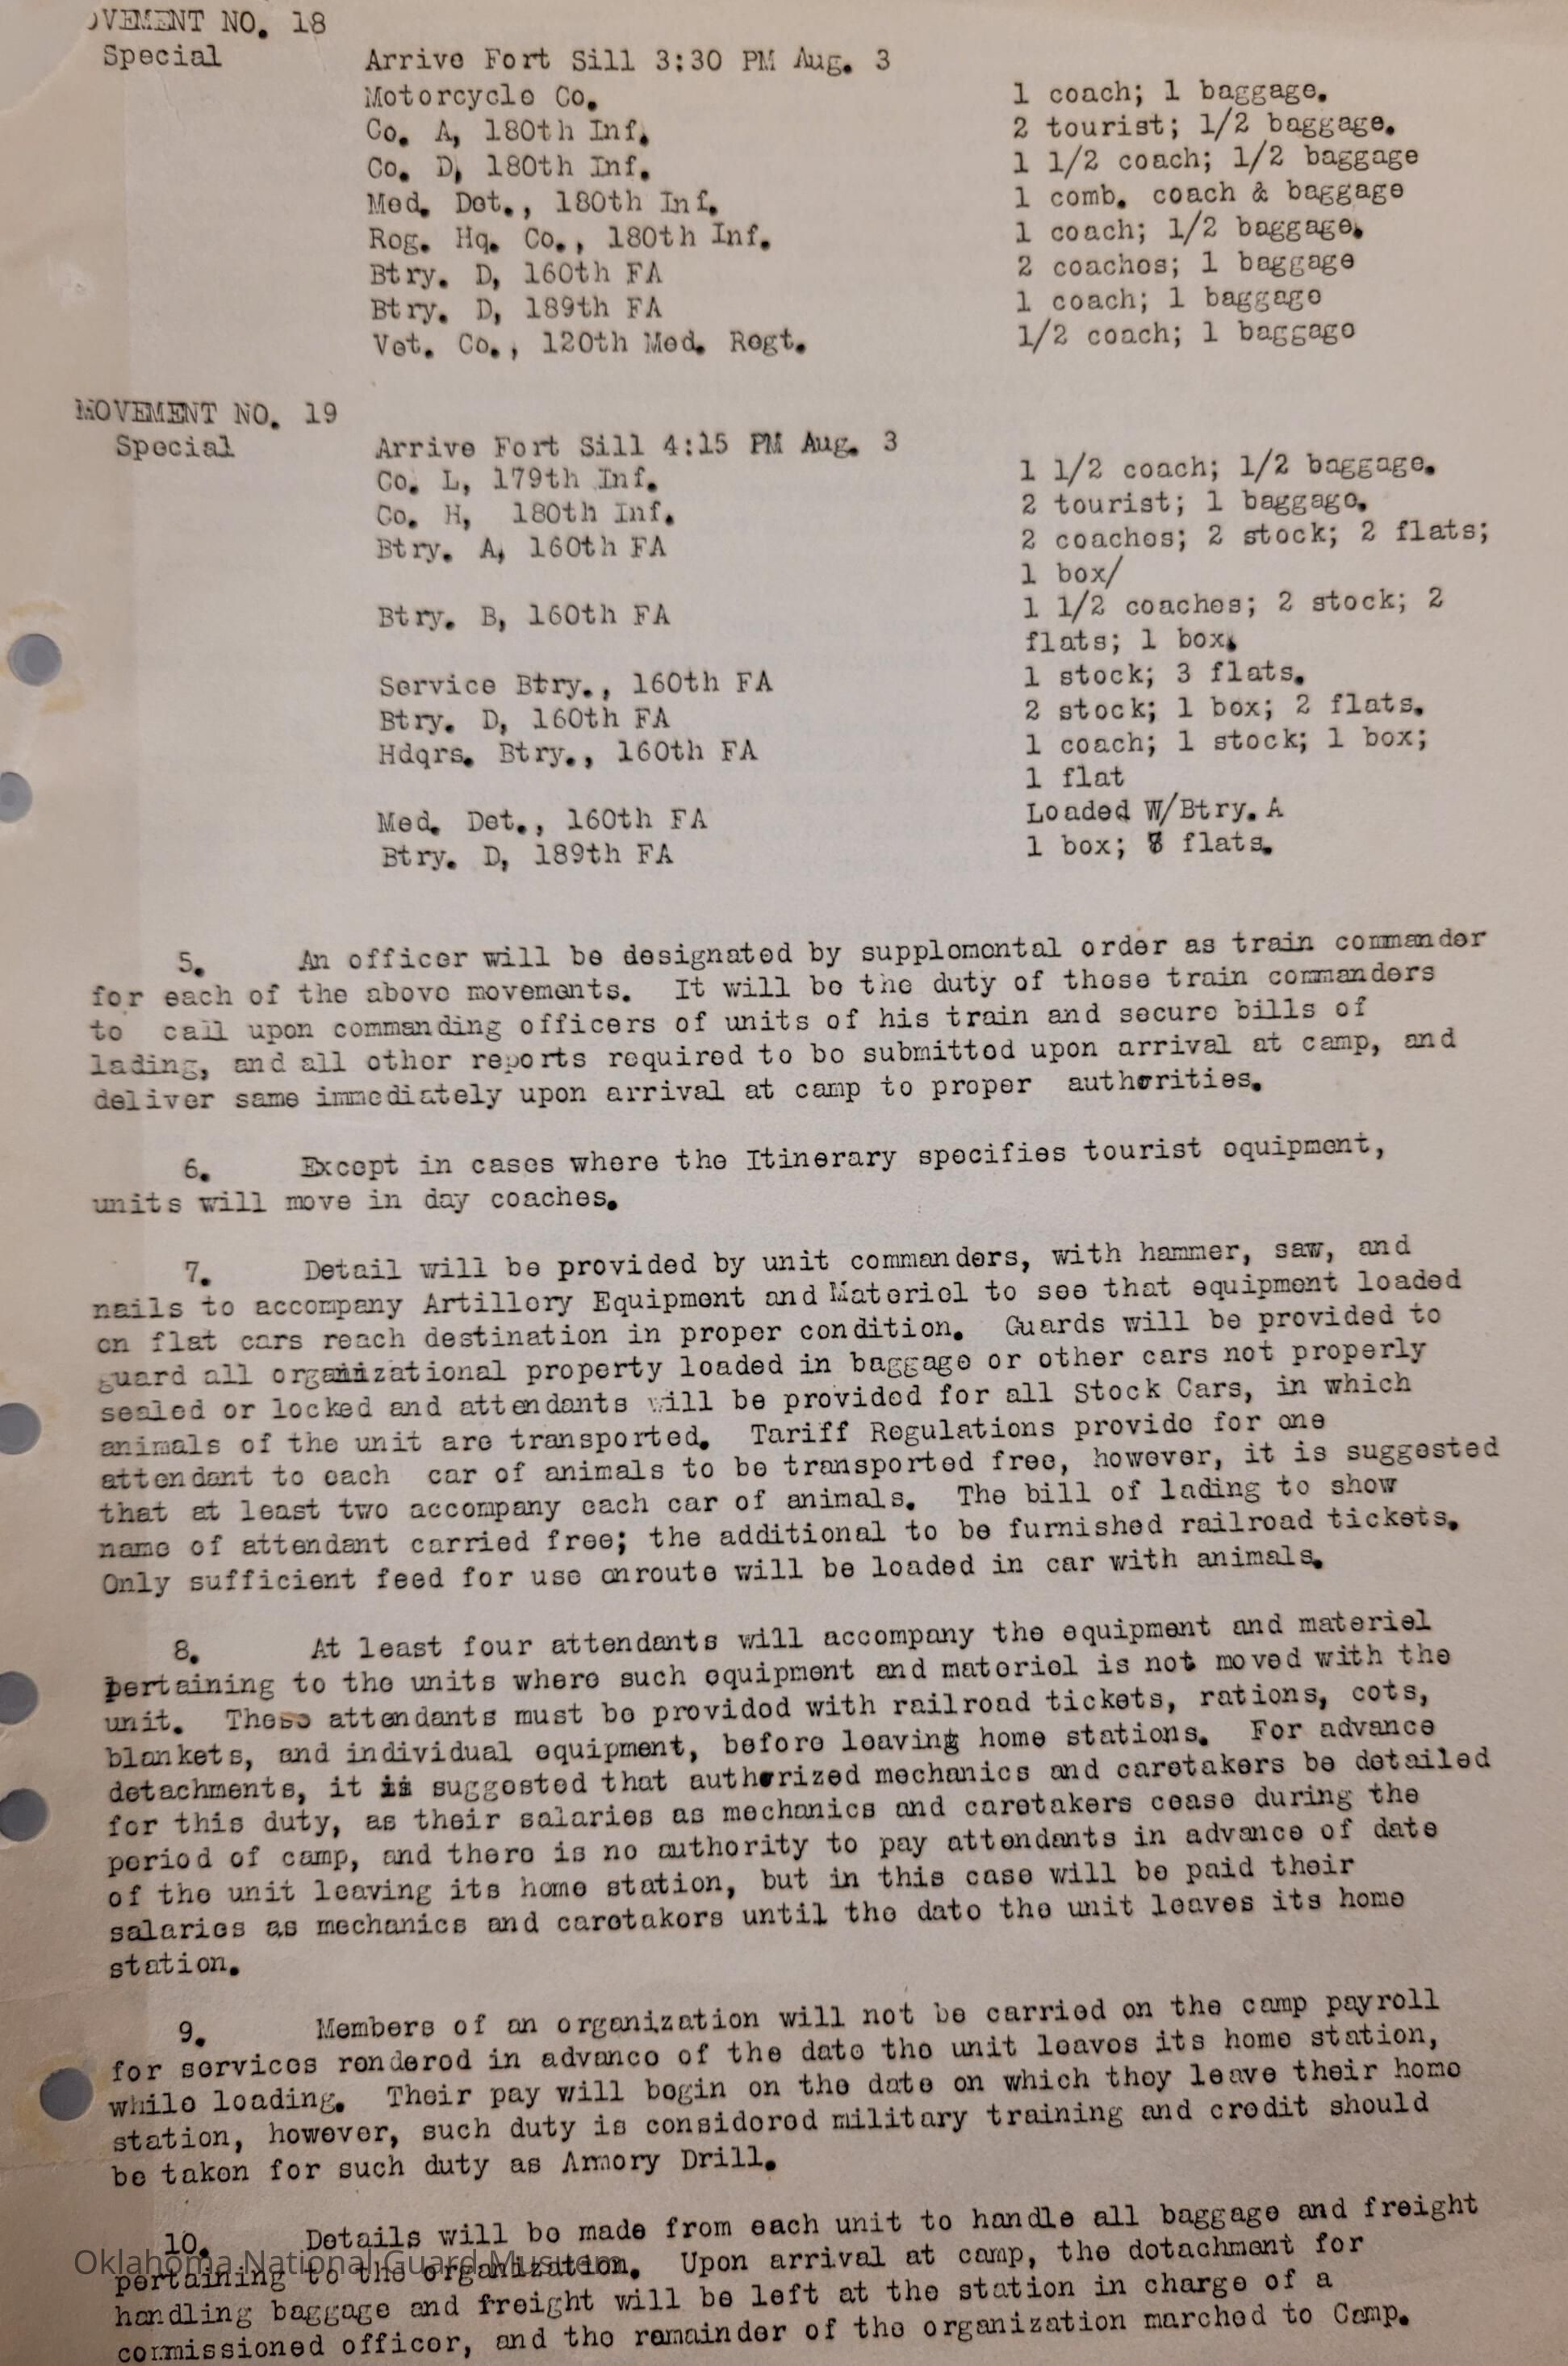 OVEMENT NO. 18
Special Arrive Fort Sill 3:30 PM Aug. 3
Motorcycle Co. 1 coach; 1 baggage.
Co. A, 180th Inf. 2 tourist; 1/2 baggage.
Co. D, 180th Inf. 1 1/2 coach; 1/2 baggage
Med. Det., 180th Inf. 1 comb. coach & baggage
Reg. Hq. Co., 180th Inf. 1 coach; 1/2 baggage.
Btry. D, 160th FA 2 coaches; 1 baggage
Btry. D, 189th FA 1 coach; 1 baggage
Vet. Co., 120th Med. Regt. 1/2 coach; 1 baggage
MOVEMENT NO. 19
Special Arrive Fort Sill 4:15 PM Aug. 3
Co. L, 179th Inf. 1 1/2 coach; 1/2 baggage.
Co. H, 180th Inf. 2 tourist; 1 baggage.
Btry. A, 160th FA 2 coaches; 2 stock; 2 flats;
1 box/
Btry. B, 160th FA 1 1/2 coaches; 2 stock; 2
flats; 1 box.
Service Btry., 160th FA 1 stock; 3 flats.
Btry. D, 160th FA 2 stock; 1 box; 2 flats.
Hdqrs. Btry., 160th FA 1 coach; 1 stock; 1 box;
1 flat
Med. Det., 160th FA Loaded W/Btry. A
Btry. D, 189th FA 1 box; flats.
5. An officer will be designated by supplemental order as train commander
for each of the above movements. It will be the duty of these train commanders
to call upon commanding officers of units of his train and secure bills of
lading, and all other reports required to be submitted upon arrival at camp, and
deliver same immediately upon arrival at camp to proper authorities.
6. Except in cases where the Itinerary specifies tourist equipment,
units will move in day coaches.
7. Detail will be provided by unit commanders, with hammer, saw, and
nails to accompany Artillery Equipment and Materiel to see that equipment loaded
on flat cars reach destination in proper condition. Guards will be provided to
guard all organizational property loaded in baggage or other cars not properly
sealed or locked and attendants will be provided for all Stock Cars, in which
animals of the unit are transported. Tariff Regulations provide for one
attendant to each car of animals to be transported free, however, it is suggested
that at least two accompany each car of animals. The bill of lading to show
name of attendant carried free; the additional to be furnished railroad tickets.
Only sufficient feed for use enroute will be loaded in car with animals.
8. At least four attendants will accompany the equipment and materiel
pertaining to the units where such equipment and materiel is not moved with the
unit. These attendants must be provided with railroad tickets, rations, cots,
blankets, and individual equipment, before leaving home stations. For advance
detachments, it is suggested that authorized mechanics and caretakers be detailed
for this duty, as their salaries as mechanics and caretakers cease during the
period of camp, and there is no authority to pay attendants in advance of date
of the unit leaving its home station, but in this case will be paid their
salaries as mechanics and caretakers until the date the unit leaves its home
station.
9. Members of an organization will not be carried on the camp payroll
for services rendered in advance of the date the unit leaves its home station,
while loading. Their pay will begin on the date on which they leave their home
station, however, such duty is considered military training and credit should
be taken for such duty as Armory Drill.
10. Details will be made from each unit to handle all baggage and freight
Oklahoma National Guard Museum
pertaining to the organization. Upon arrival at camp, the detachment for
handling baggage and freight will be left at the station in charge of a
commissioned officer, and the remainder of the organization marched to Camp.